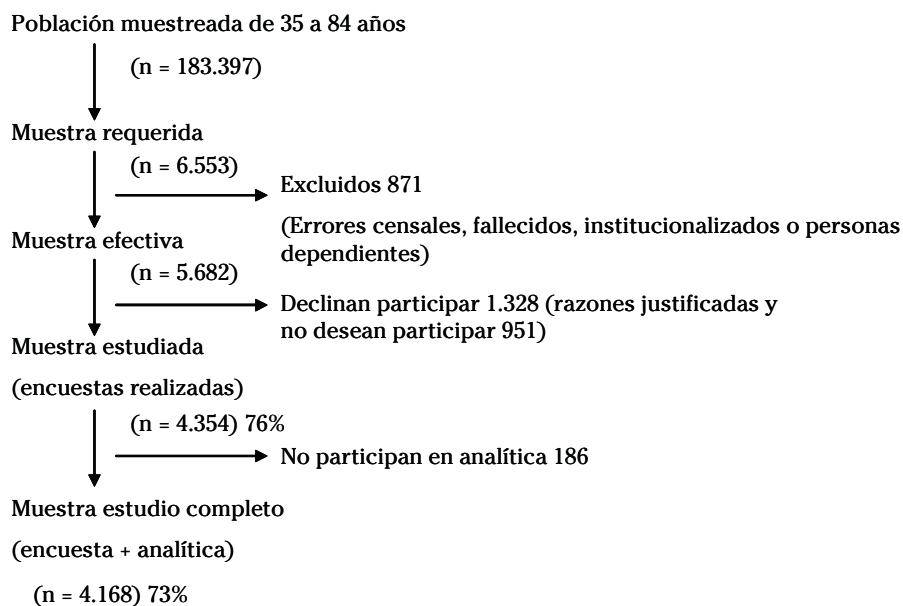 Población muestreada de 35 a 84 años
(n = 183.397)
Muestra requerida
(n = 6.553)
Excluidos 871
(Errores censales, fallecidos, institucionalizados o personas
dependientes)
Muestra efectiva
(n = 5.682)
Declinan participar 1.328 (razones justificadas y
no desean participar 951)
Muestra estudiada
(encuestas realizadas)
(n = 4.354) 76%
No participan en analítica 186
Muestra estudio completo
(encuesta + analítica)
(n = 4.168) 73%